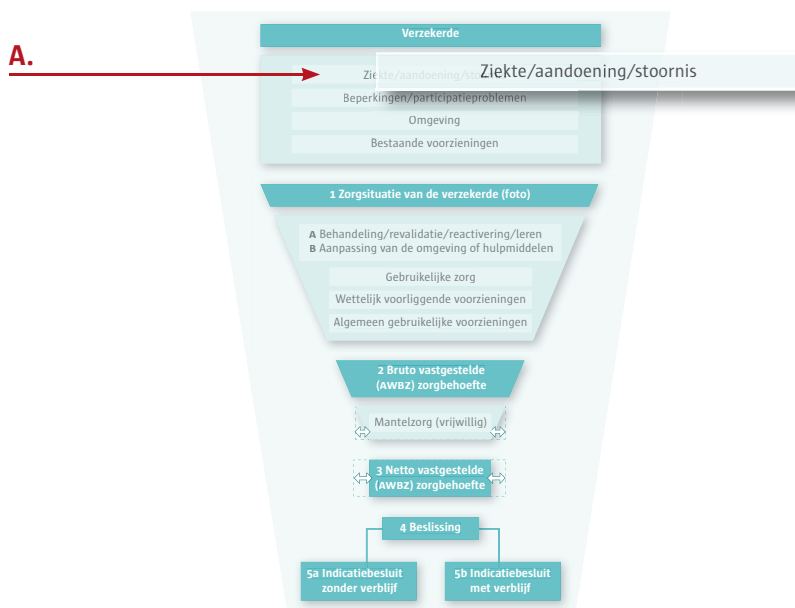 Verzekerde
A.
Ziekte/aandoening/stoornis
Ziekte/aandoening/stoornis
Beperkingen/participatieproblemen
Omgeving
Bestaande voorzieningen
1 Zorgsituatie van de verzekerde (foto)
A Behandeling/revalidatie/reactivering/leren
B Aanpassing van de omgeving of hulpmiddelen
Gebruikelijke zorg
Wettelijk voorliggende voorzieningen
Algemeen gebruikelijke voorzieningen
2 Bruto vastgestelde
(AWBZ) zorgbehoefte
Mantelzorg (vrijwillig)
3 Netto vastgestelde
(AWBZ) zorgbehoefte
4 Beslissing
5a Indicatiebesluit
zonder verblijf
5b Indicatiebesluit
met verblijf